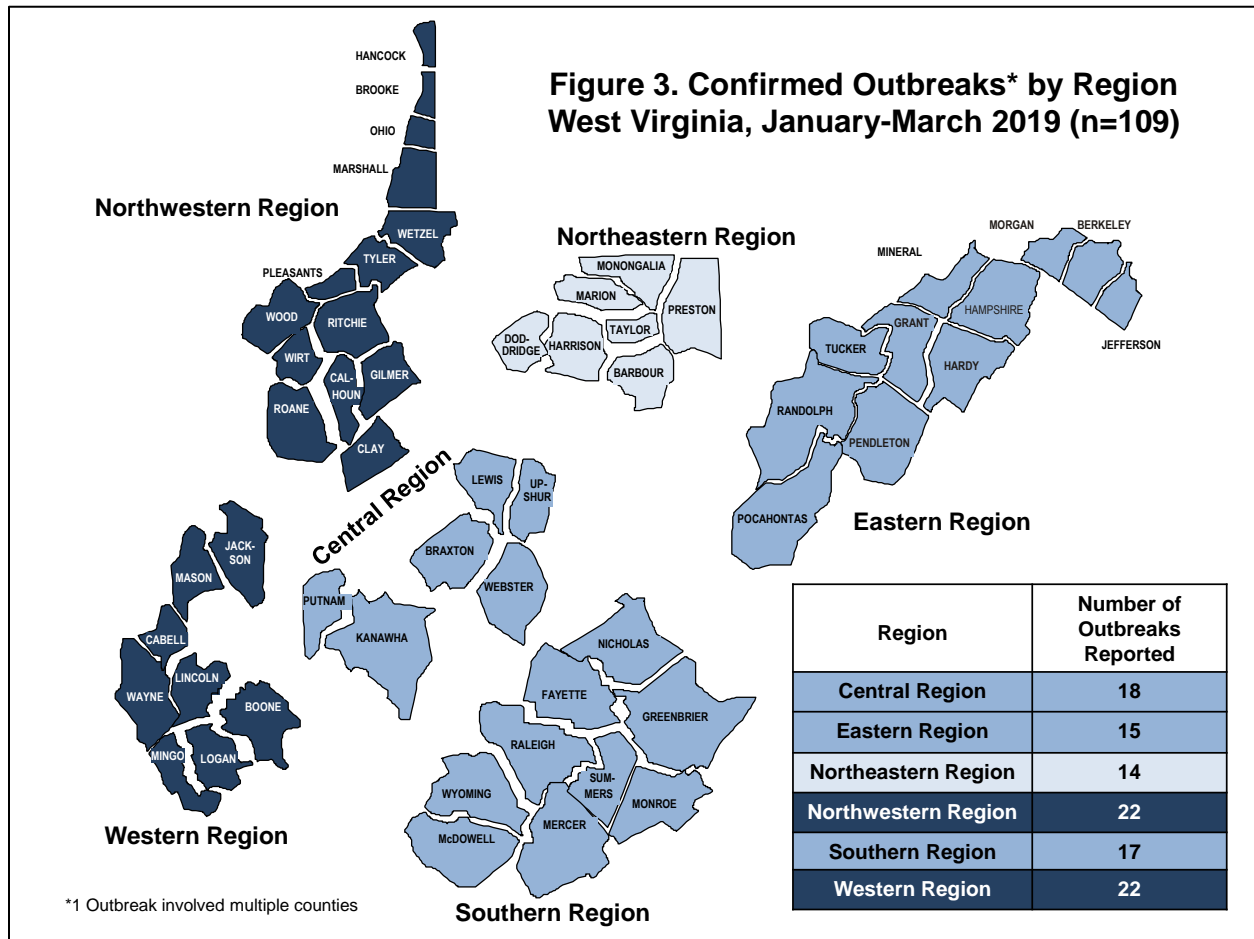 Figure 3. Confirmed Outbreaks* by Region
West Virginia, January-March 2019 (n=109)
HANCOCK
BROOKE
OHIO
MARSHALL
Northwestern Region
WETZEL
TYLER
PLEASANTS
WOOD
RITCHIE
WIRT
CAL-
HOUN
GILMER
ROANE
CLAY
Northeastern Region
MONONGALIA
MARION
PRESTON
TAYLOR
DOD-
DRIDGE
HARRISON
BARBOUR
MORGAN
BERKELEY
MINERAL
HAMPSHIRE
GRANT
JEFFERSON
TUCKER
HARDY
RANDOLPH
PENDLETON
POCAHONTAS
Eastern Region
Central Region
LEWIS
UP-
SHUR
BRAXTON
WEBSTER
PUTNAM
KANAWHA
JACK-
SON
MASON
CABELL
LINCOLN
WAYNE
BOONE
MINGO
LOGAN
Western Region
NICHOLAS
FAYETTE
GREENBRIER
RALEIGH
SUM-
MERS
WYOMING
MONROE
MERCER
McDOWELL
Southern Region
Region
Number of
Outbreaks
Reported
Central Region 18
Eastern Region 15
Northeastern Region 14
Northwestern Region 22
Southern Region 17
Western Region 22
*1 Outbreak involved multiple counties